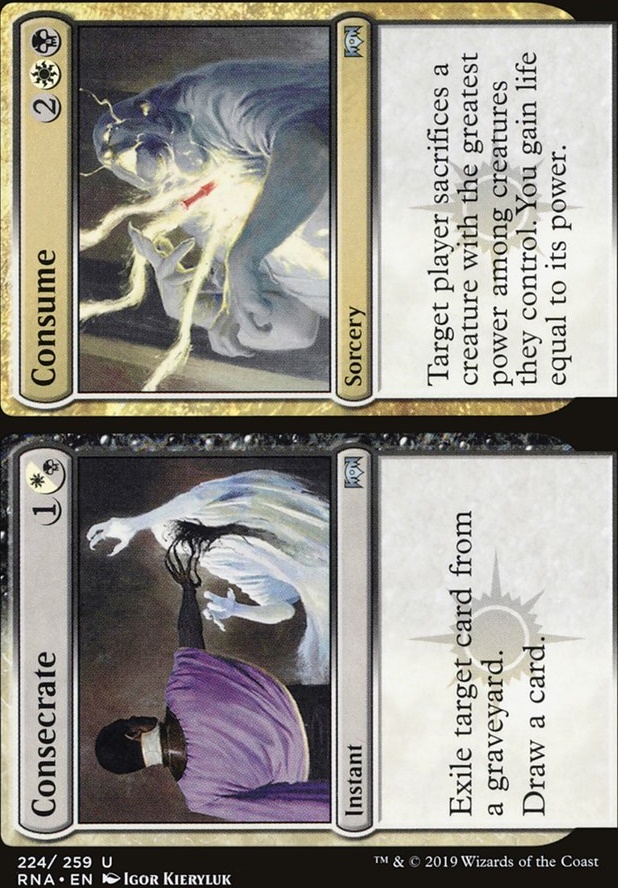 Consume 2
Sorcery
Target player sacrifices a
creature with the greatest
power among creatures
they control. You gain life
equal to its power.
Consecrate 1
Instant
Exile target card from
a graveyard.
Draw a card.
224/ 259 U
RNA • EN Igor Kieryluk
™ & © 2019 Wizards of the Coast